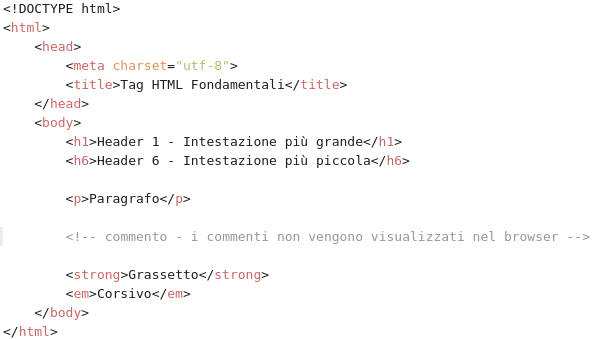 <!DOCTYPE html>
<html>
    <head>
        <meta charset="utf-8">
        <title>Tag HTML Fondamentali</title>
    </head>
    <body>
        <h1>Header 1 - Intestazione più grande</h1>
        <h6>Header 6 - Intestazione più piccola</h6>

        <p>Paragrafo</p>

        <!-- commento - i commenti non vengono visualizzati nel browser -->

        <strong>Grassetto</strong>
        <em>Corsivo</em>
    </body>
</html>